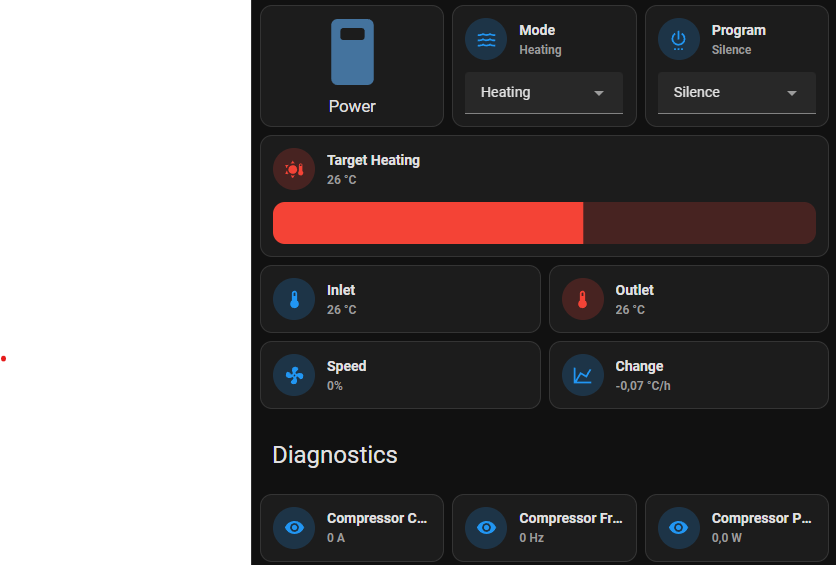 Power
Mode
Heating
Heating
Program
Silence
Silence
Target Heating
26 °C
Inlet
26 °C
Outlet
26 °C
Speed
0%
Change
-0,07 °C/h
Diagnostics
Compressor C...
0 A
Compressor Fr...
0 Hz
Compressor P...
0,0 W